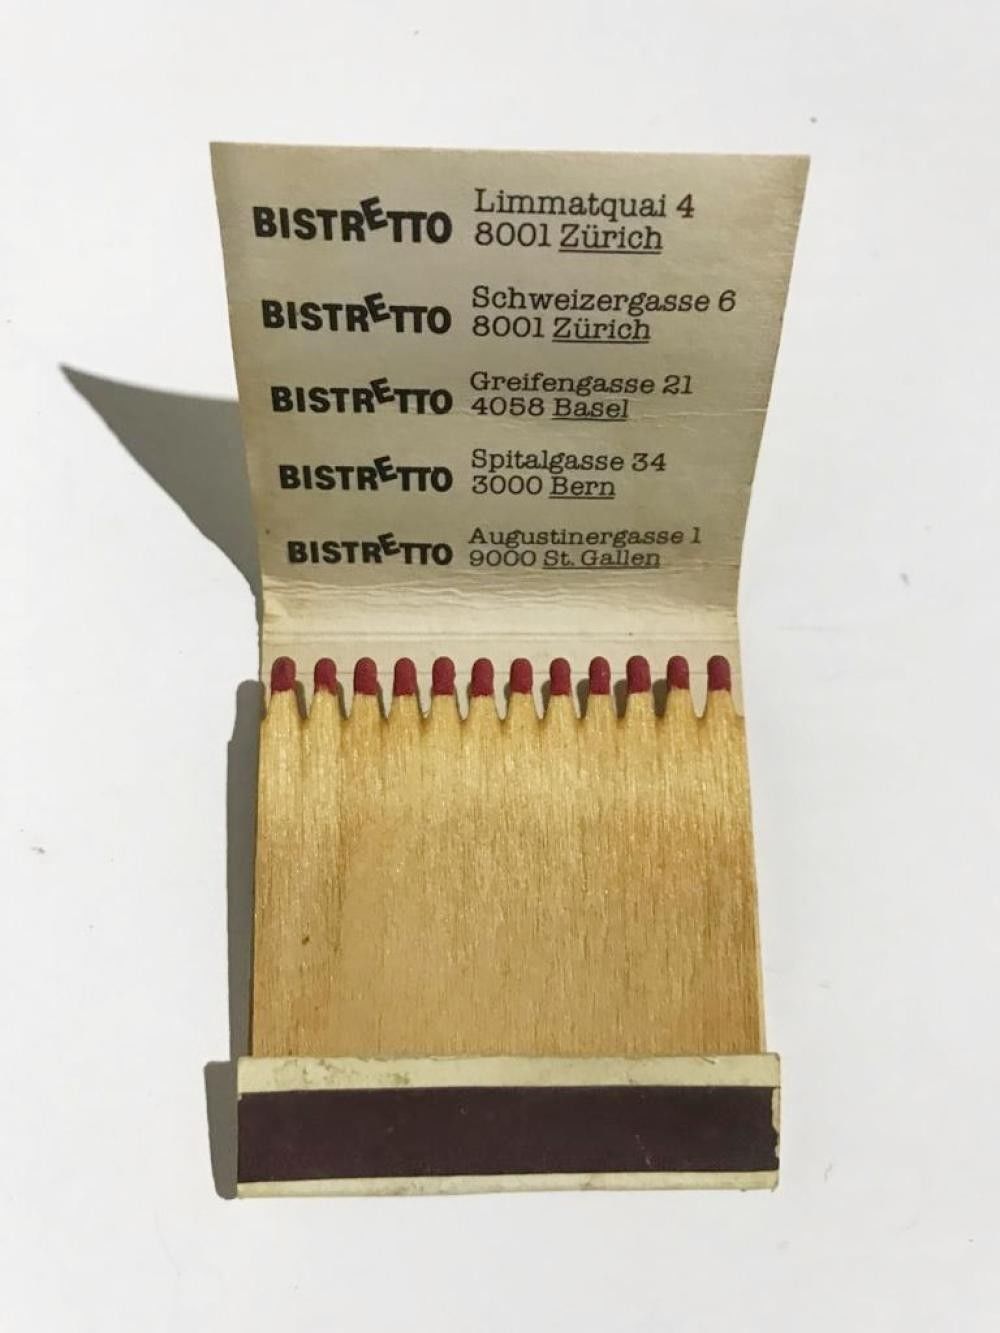 BISTRETTO Limmatquai 4
8001 Zürich
BISTRETTO Schweizergasse 6
8001 Zürich
BISTRETTO Greifengasse 21
4058 Basel
BISTRETTO Spitalgasse 34
3000 Bern
BISTRETTO Augustinergasse 1
9000 St. Gallen